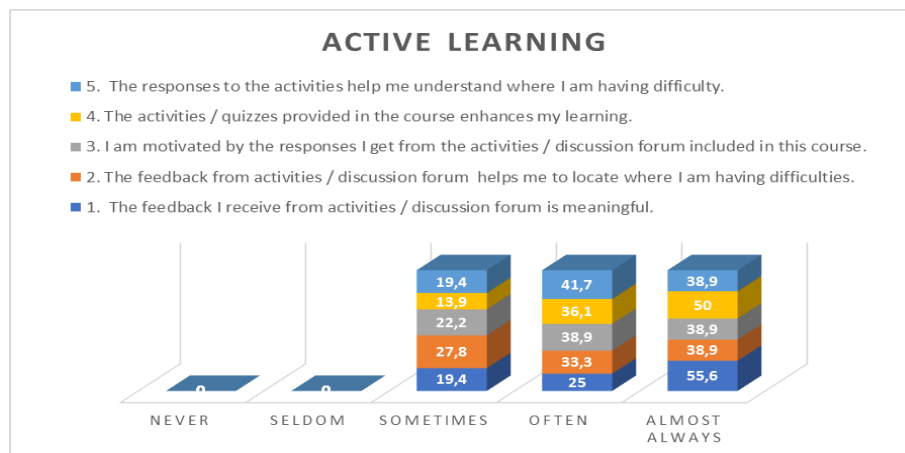 ACTIVE LEARNING
5. The responses to the activities help me understand where I am having difficulty.
4. The activities / quizzes provided in the course enhances my learning.
3. I am motivated by the responses I get from the activities / discussion forum included in this course.
2. The feedback from activities / discussion forum helps me to locate where I am having difficulties.
1. The feedback I receive from activities / discussion forum is meaningful.
19,4 41,7 38,9
13,9 36,1 50
22,2 38,9 38,9
27,8 33,3 38,9
19,4 25 55,6
0 0
NEVER SELDOM SOMETIMES OFTEN ALMOST
ALWAYS